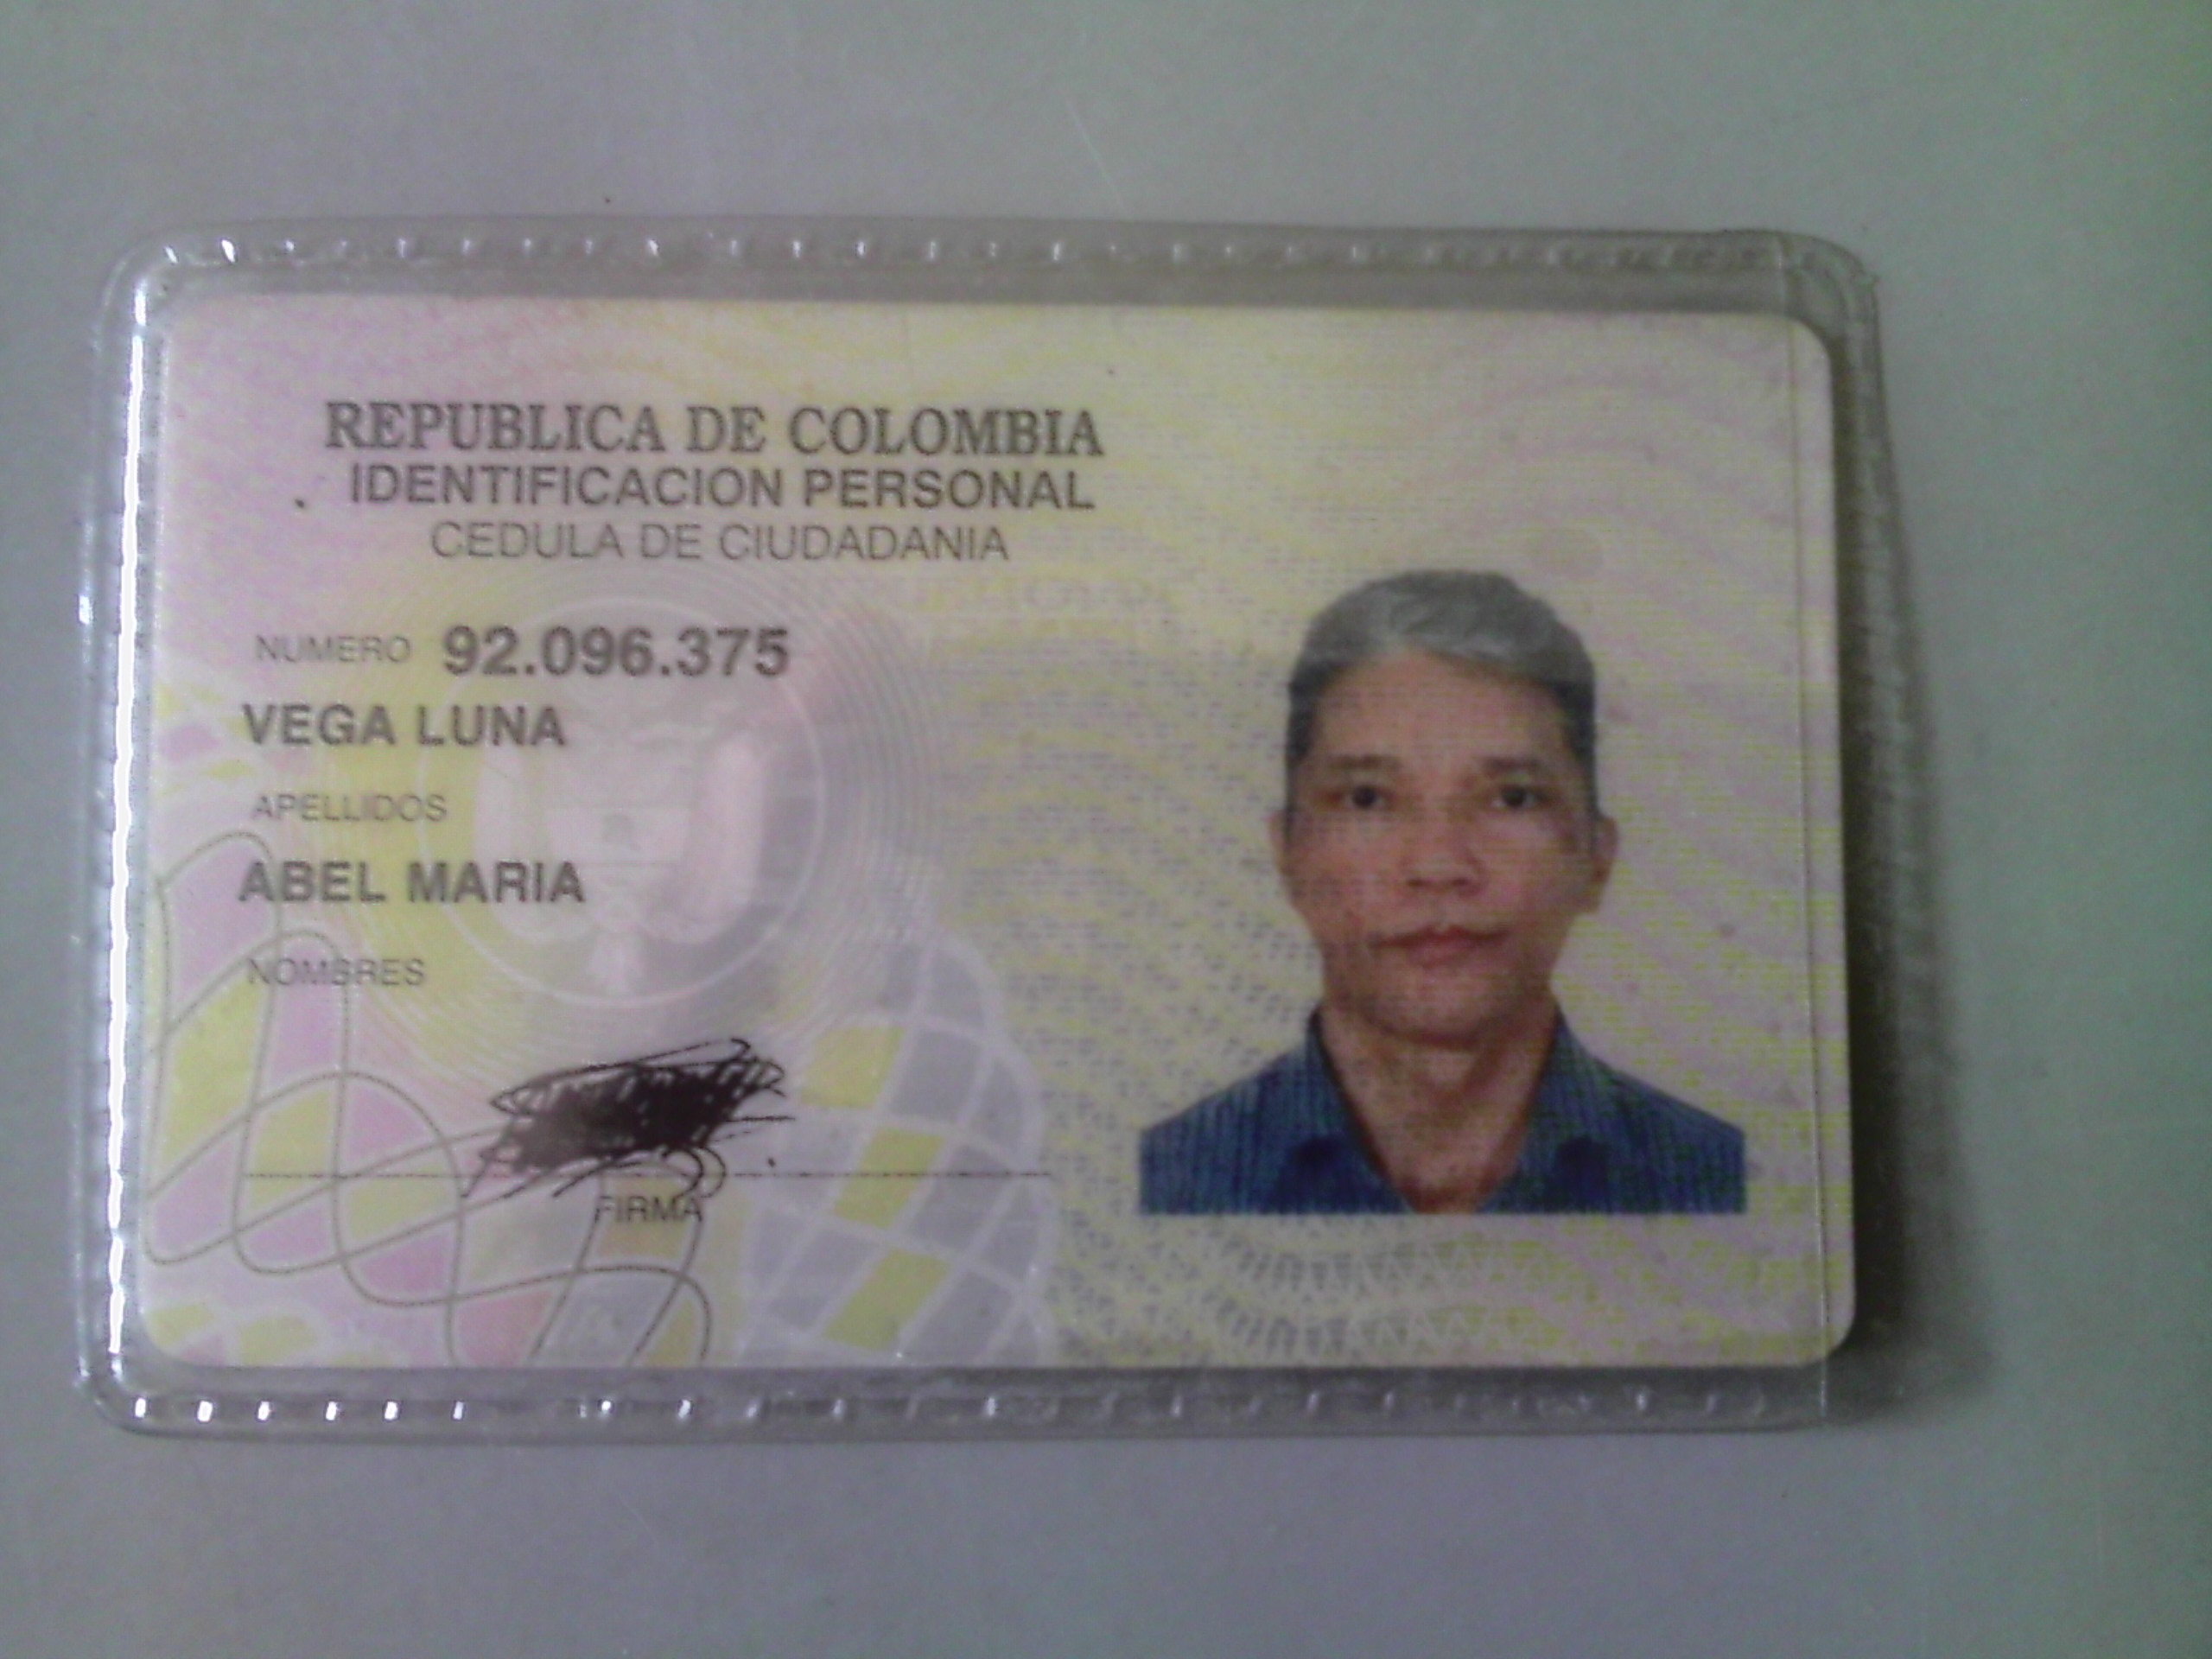 REPUBLICA DE COLOMBIA
IDENTIFICACION PERSONAL
CEDULA DE CIUDADANIA
NUMERO 92.096.375
VEGA LUNA
APELLIDOS
ABEL MARIA
NOMBRES
FIRMA